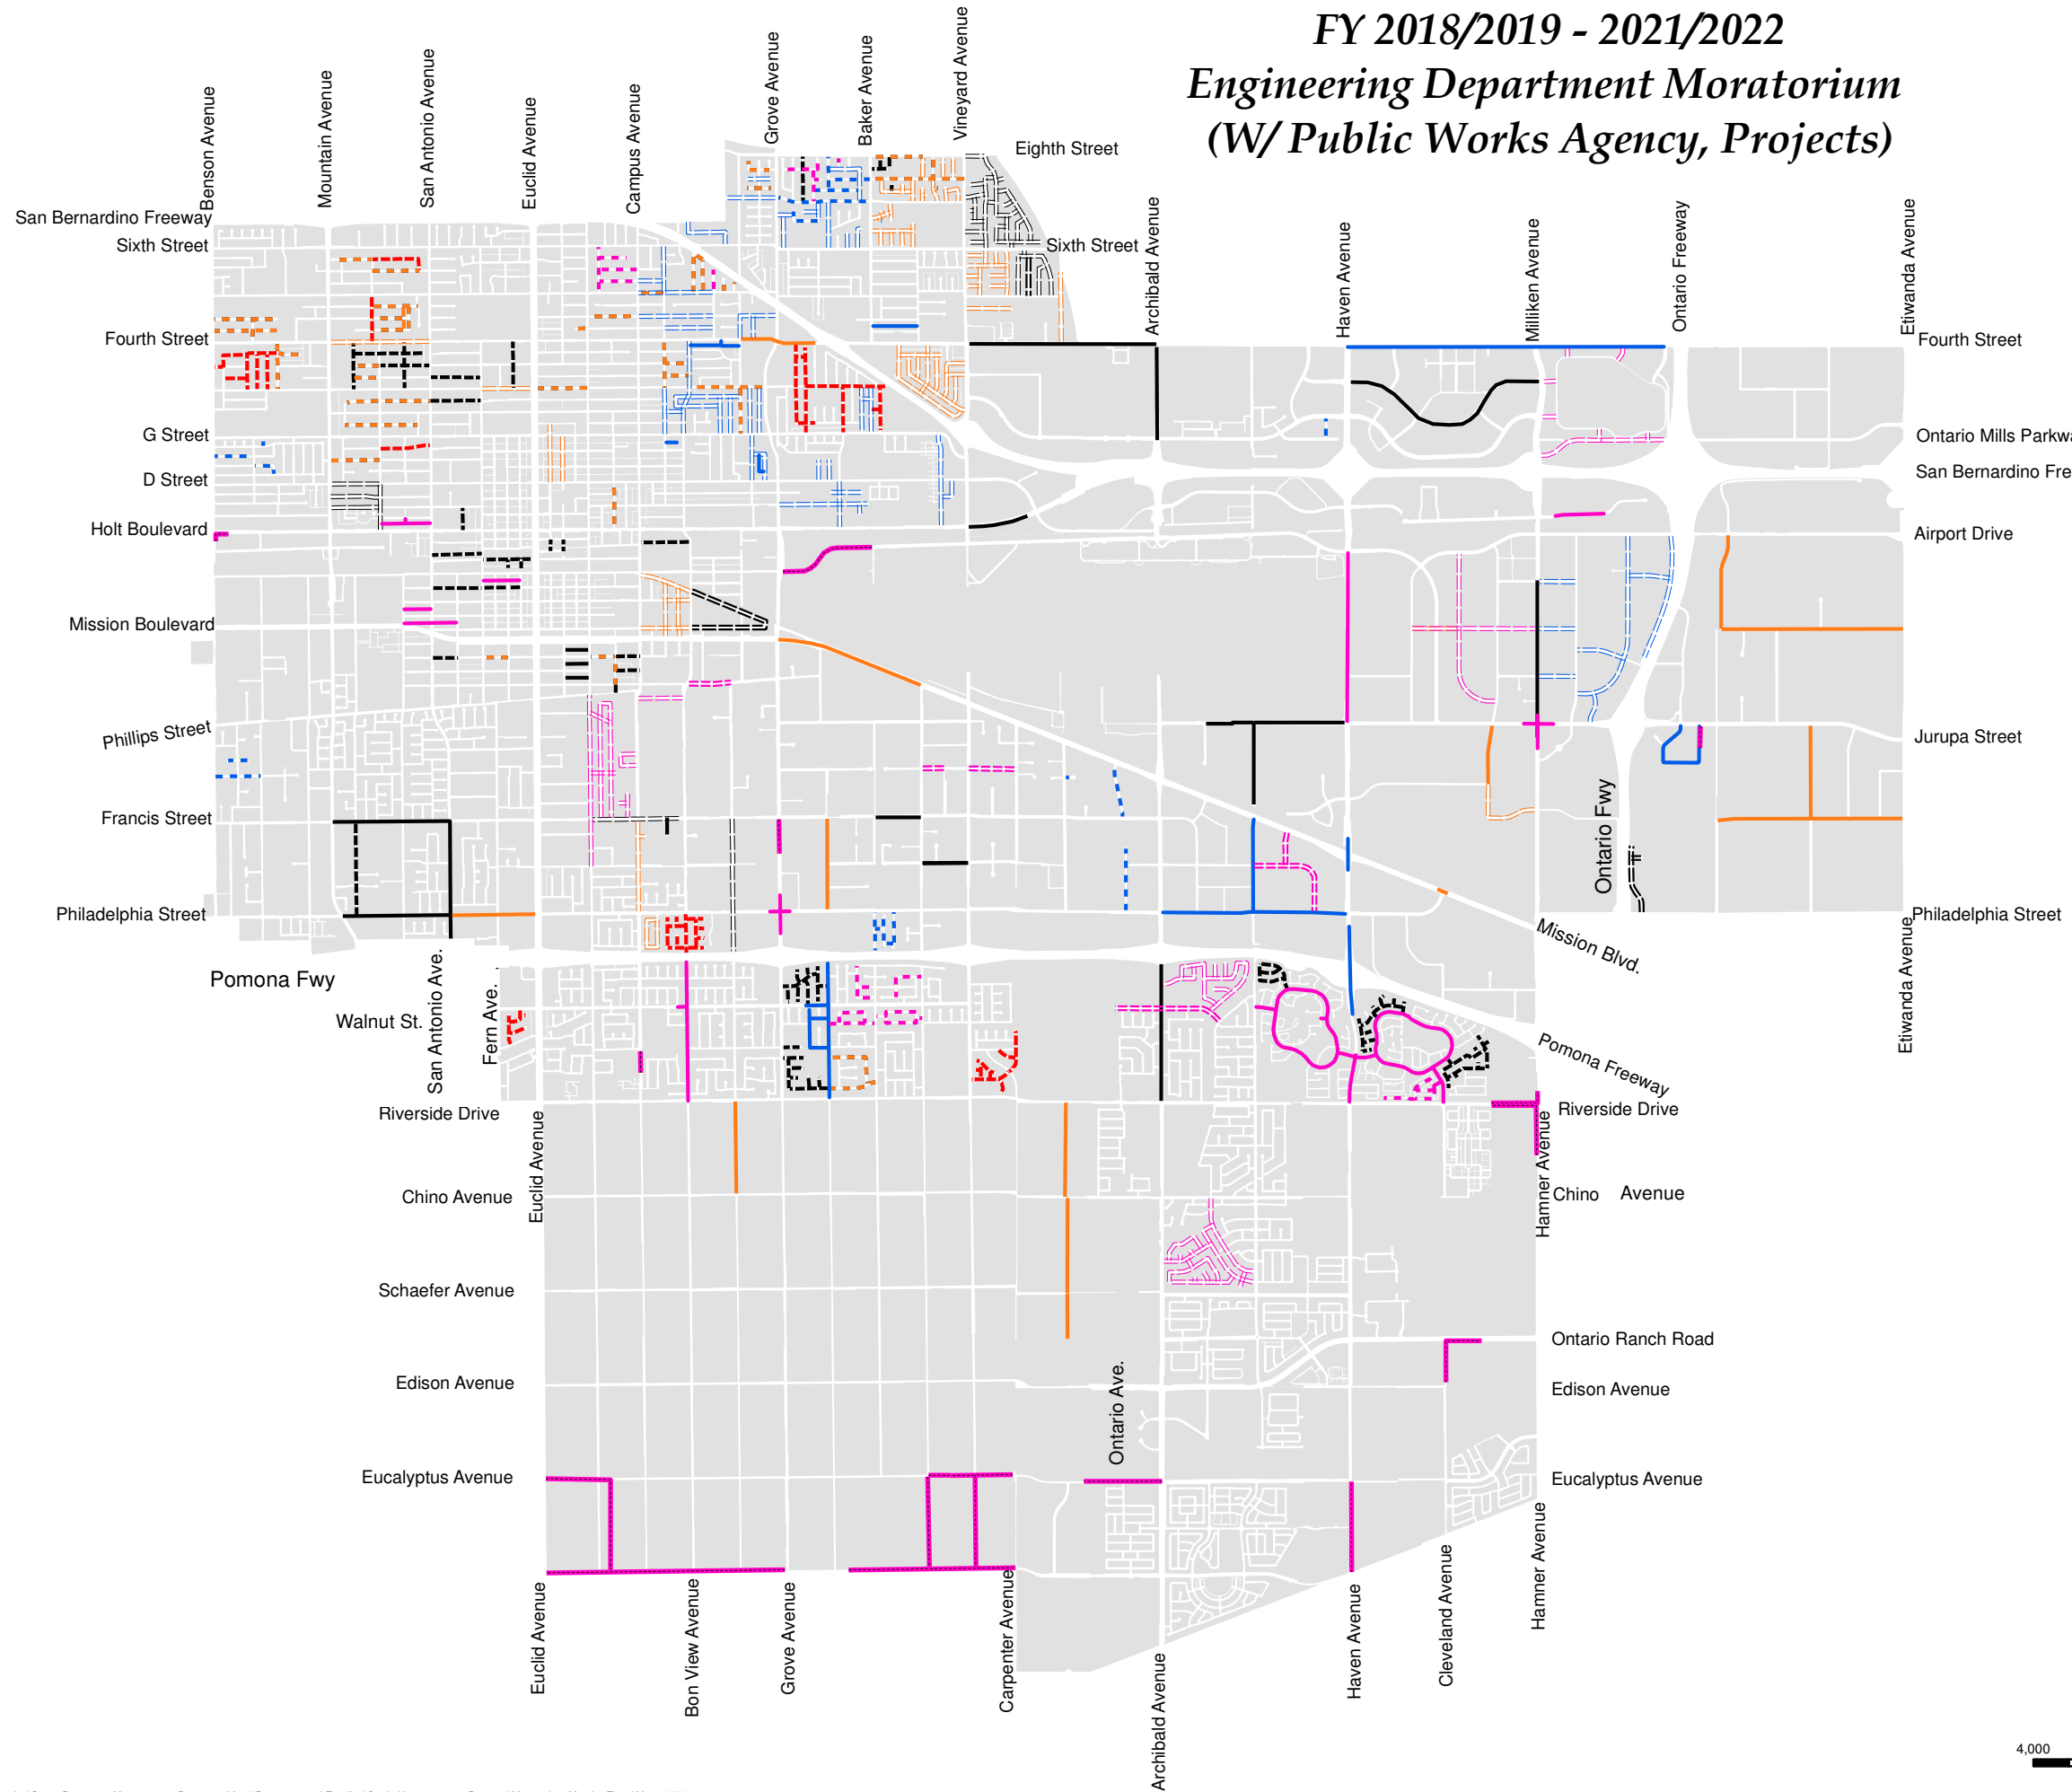 FY 2018/2019 - 2021/2022
Engineering Department Moratorium
(W/ Public Works Agency, Projects)
Benson Avenue
Mountain Avenue
San Antonio Avenue
Euclid Avenue
Campus Avenue
Grove Avenue
Baker Avenue
Vineyard Avenue
Eighth Street
San Bernardino Freeway
Sixth Street
Sixth Street
Archibald Avenue
Haven Avenue
Milliken Avenue
Ontario Freeway
Etiwanda Avenue
Fourth Street
Fourth Street
G Street
Ontario Mills Parkwa
D Street
San Bernardino Fre
Holt Boulevard
Airport Drive
Mission Boulevard
Phillips Street
Jurupa Street
Francis Street
Ontario Fwy
Philadelphia Street
Philadelphia Street
Mission Blvd.
Pomona Fwy
San Antonio Ave.
Fern Ave.
Walnut St.
Etiwanda Avenue
Pomona Freeway
Riverside Drive
Riverside Drive
Euclid Avenue
Hamner Avenue
Chino Avenue
Chino Avenue
Schaefer Avenue
Ontario Ranch Road
Edison Avenue
Edison Avenue
Ontario Ave.
Eucalyptus Avenue
Eucalyptus Avenue
Euclid Avenue
Bon View Avenue
Grove Avenue
Carpenter Avenue
Archibald Avenue
Haven Avenue
Cleveland Avenue
Hamner Avenue
4,000